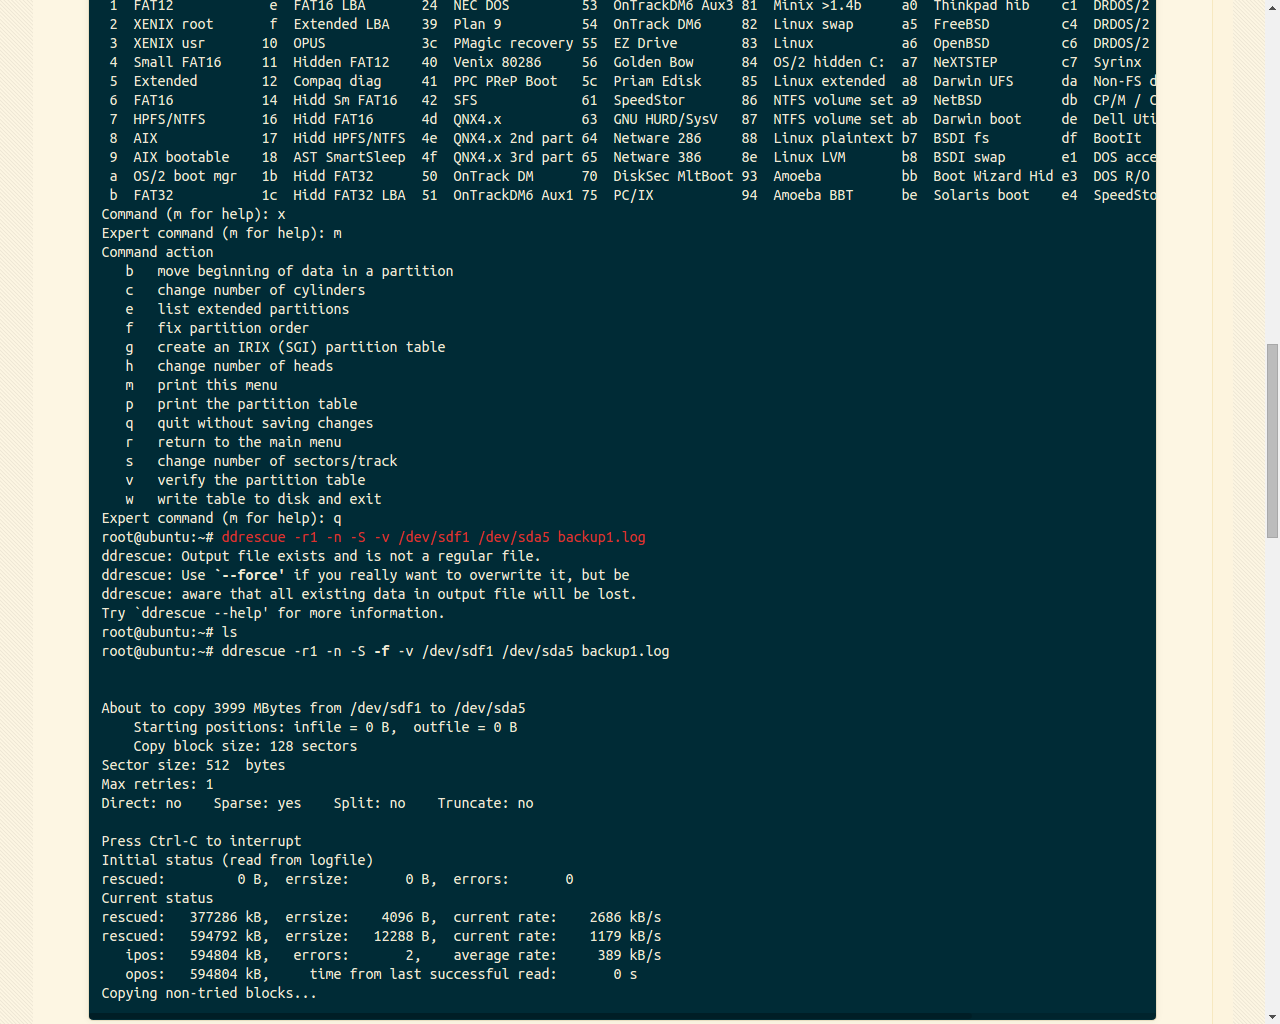 1  FAT12           e  FAT16 LBA       24  NEC DOS         53  OnTrackDM6 Aux3 81  Minix >1.4b     a0  Thinkpad hib    c1  DRDOS/2
2  XENIX root      f  Extended LBA    39  Plan 9          54  OnTrack DM6     82  Linux swap      a5  FreeBSD         c4  DRDOS/2
3  XENIX usr      10  OPUS            3c  PMagic recovery 55  EZ Drive        83  Linux           a6  OpenBSD         c6  DRDOS/2
4  Small FAT16    11  Hidden FAT12    40  Venix 80286     56  Golden Bow      84  OS/2 hidden C:  a7  NeXTSTEP        c7  Syrinx
5  Extended       12  Compaq diag     41  PPC PReP Boot   5c  Priam Edisk     85  Linux extended  a8  Darwin UFS      da  Non-FS d
6  FAT16          14  Hidd Sm FAT16   42  SFS             61  SpeedStor       86  NTFS volume set a9  NetBSD          db  CP/M / C
7  HPFS/NTFS      16  Hidd FAT16      4d  QNX4.x          63  GNU HURD/SysV   87  NTFS volume set ab  Darwin boot     de  Dell Uti
8  AIX            17  Hidd HPFS/NTFS  4e  QNX4.x 2nd part 64  Netware 286     88  Linux plaintext b7  BSDI fs         df  BootIt
9  AIX bootable   18  AST SmartSleep  4f  QNX4.x 3rd part 65  Netware 386     8e  Linux LVM       b8  BSDI swap       e1  DOS acce
a  OS/2 boot mgr  1b  Hidd FAT32      50  OnTrack DM      70  DiskSec MltBoot 93  Amoeba          bb  Boot Wizard Hid e3  DOS R/O
b  FAT32          1c  Hidd FAT32 LBA  51  OnTrackDM6 Aux1 75  PC/IX           94  Amoeba BBT      be  Solaris boot    e4  SpeedSto
Command (m for help): x
Expert command (m for help): m
Command action
   b   move beginning of data in a partition
   c   change number of cylinders
   e   list extended partitions
   f   fix partition order
   g   create an IRIX (SGI) partition table
   h   change number of heads
   m   print this menu
   p   print the partition table
   q   quit without saving changes
   r   return to the main menu
   s   change number of sectors/track
   v   verify the partition table
   w   write table to disk and exit
Expert command (m for help): q
root@ubuntu:~# ddrescue -r1 -n -S -v /dev/sdf1 /dev/sda5 backup1.log
ddrescue: Output file exists and is not a regular file.
ddrescue: Use `--force' if you really want to overwrite it, but be
ddrescue: aware that all existing data in output file will be lost.
Try `ddrescue --help' for more information.
root@ubuntu:~# ls
root@ubuntu:~# ddrescue -r1 -n -S -f -v /dev/sdf1 /dev/sda5 backup1.log
About to copy 3999 MBytes from /dev/sdf1 to /dev/sda5
    Starting positions: infile = 0 B,  outfile = 0 B
    Copy block size: 128 sectors
Sector size: 512  bytes
Max retries: 1
Direct: no    Sparse: yes    Split: no    Truncate: no
Press Ctrl-C to interrupt
Initial status (read from logfile)
rescued:         0 B,  errsize:       0 B,  errors:       0
Current status
rescued:   377286 kB,  errsize:    4096 B,  current rate:    2686 kB/s
rescued:   594792 kB,  errsize:   12288 B,  current rate:    1179 kB/s
   ipos:   594804 kB,   errors:       2,    average rate:     389 kB/s
   opos:   594804 kB,     time from last successful read:       0 s
Copying non-tried blocks...